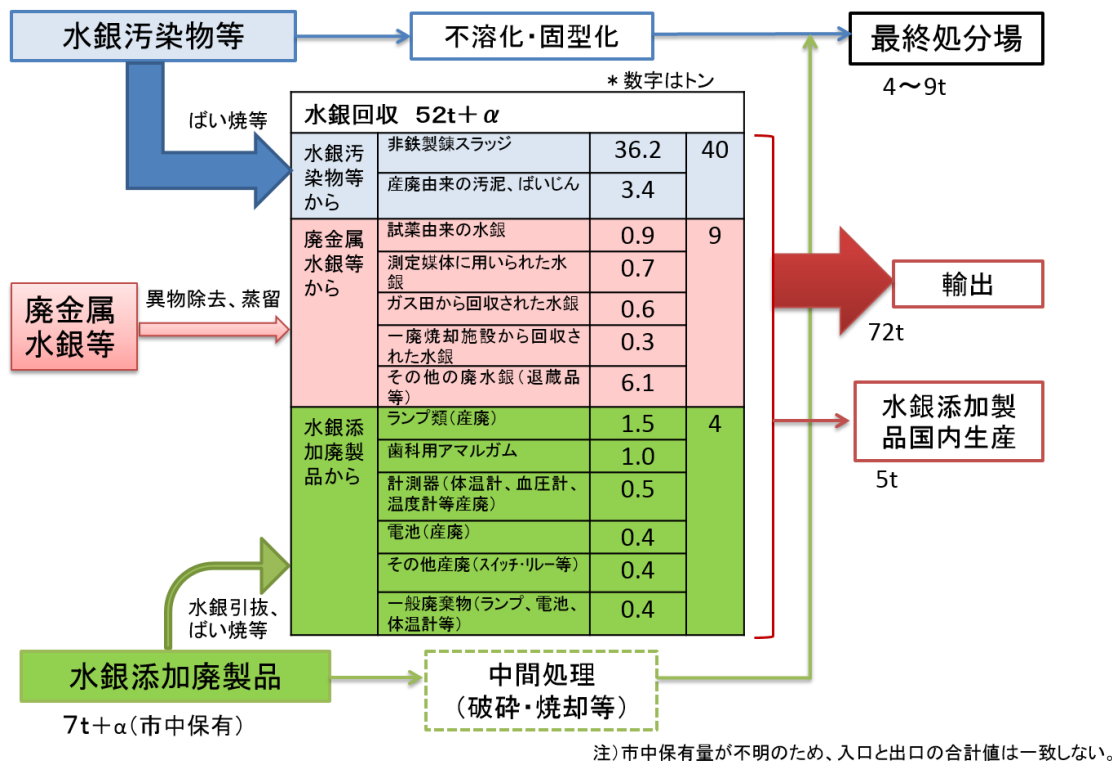 水銀汚染物等
不溶化・固型化
最終処分場
4～9t
＊数字はトン
ばい焼等
水銀回収 52t＋α
水銀汚
染物等
から
非鉄製錬スラッジ
36.2
40
産廃由来の汚泥、ばいじん
3.4
廃金属
水銀等
から
試薬由来の水銀
0.9
9
測定媒体に用いられた水
銀
0.7
ガス田から回収された水銀
0.6
一廃焼却施設から回収さ
れた水銀
0.3
その他の廃水銀（退蔵品
等）
6.1
水銀添
加廃製
品から
ランプ類（産廃）
1.5
4
歯科用アマルガム
1.0
計測器（体温計、血圧計、
温度計等産廃）
0.5
電池（産廃）
0.4
その他産廃（スイッチ・リレー等）
0.4
一般廃棄物（ランプ、電池、
体温計等）
0.4
廃金属
水銀等
異物除去、蒸留
輸出
72t
水銀添加製
品国内生産
5t
水銀引抜、
ばい焼等
水銀添加廃製品
7t＋α（市中保有）
中間処理
（破砕・焼却等）
注）市中保有量が不明のため、入口と出口の合計値は一致しない。